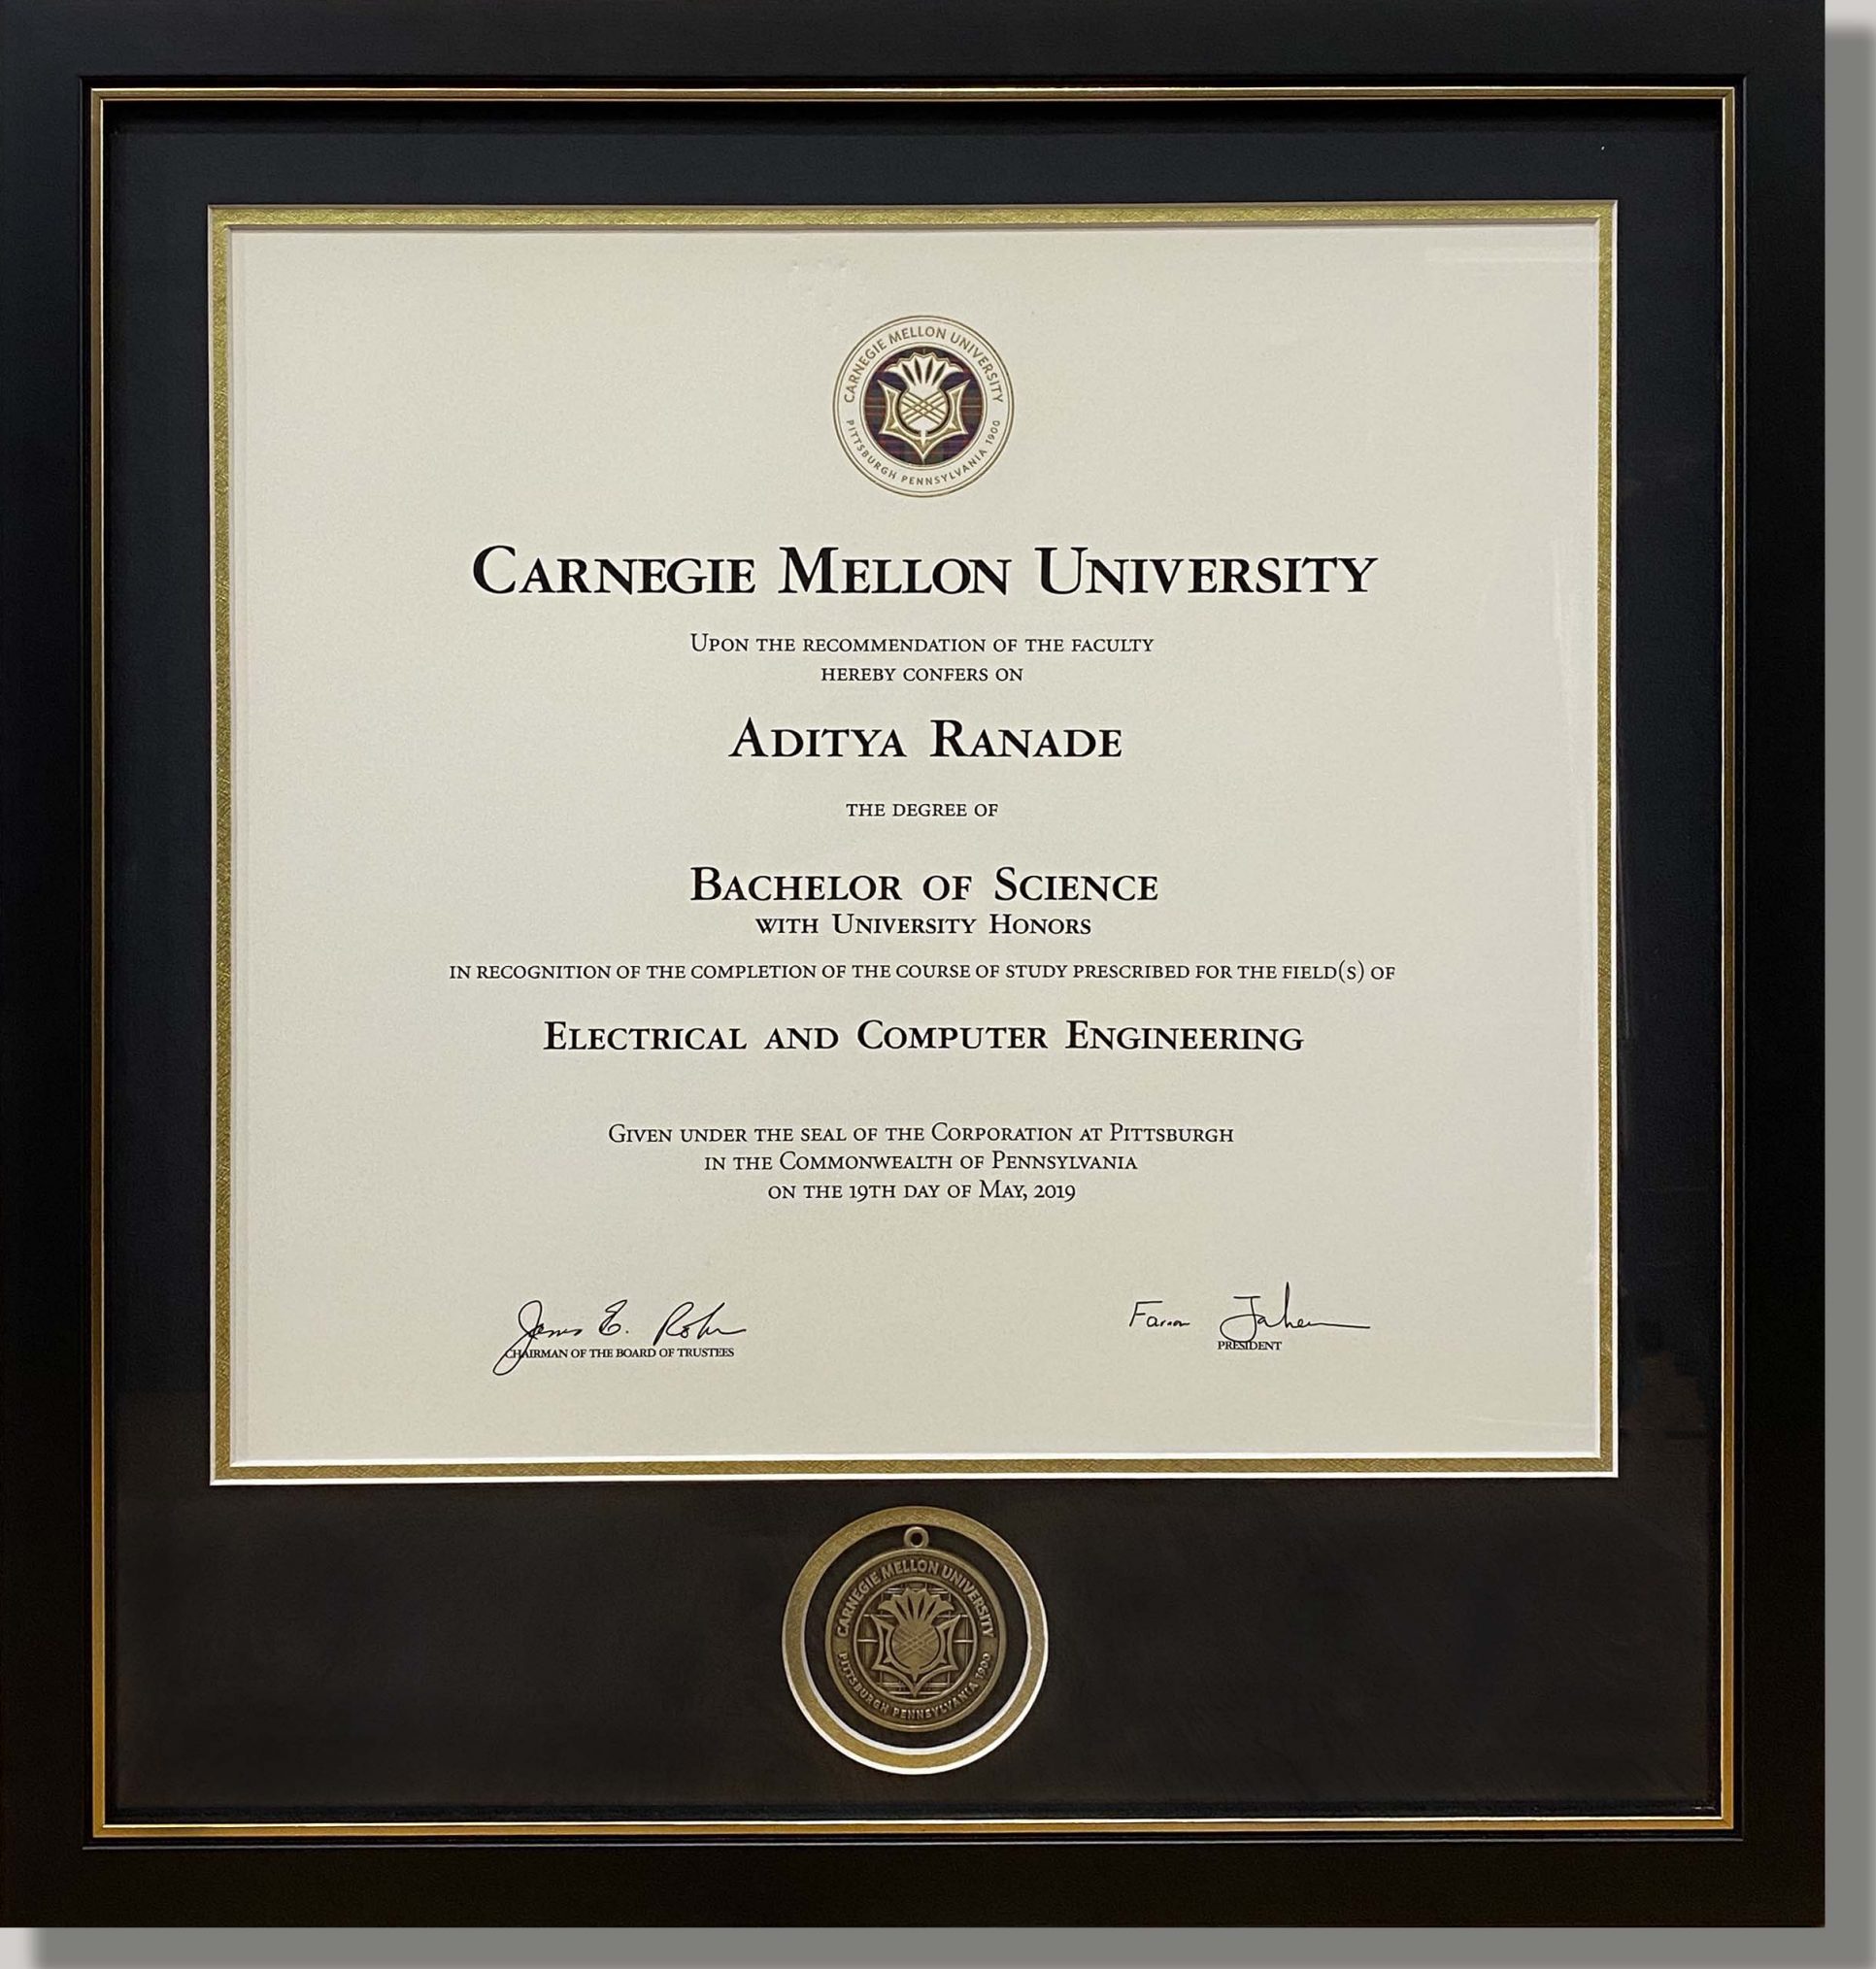 CARNEGIE MELLON UNIVERSITY
PITTSBURGH PENNSYLVANIA 1900
CARNEGIE MELLON UNIVERSITY
UPON THE RECOMMENDATION OF THE FACULTY
HEREBY CONFERS ON
ADITYA RANADE
THE DEGREE OF
BACHELOR OF SCIENCE
WITH UNIVERSITY HONORS
IN RECOGNITION OF THE COMPLETION OF THE COURSE OF STUDY PRESCRIBED FOR THE FIELD(S) OF
ELECTRICAL AND COMPUTER ENGINEERING
GIVEN UNDER THE SEAL OF THE CORPORATION AT PITTSBURGH
IN THE COMMONWEALTH OF PENNSYLVANIA
ON THE 19TH DAY OF MAY, 2019
James E. Rohr
CHAIRMAN OF THE BOARD OF TRUSTEES
Farnam Jahanian
PRESIDENT
CARNEGIE MELLON UNIVERSITY
PITTSBURGH PENNSYLVANIA 1900